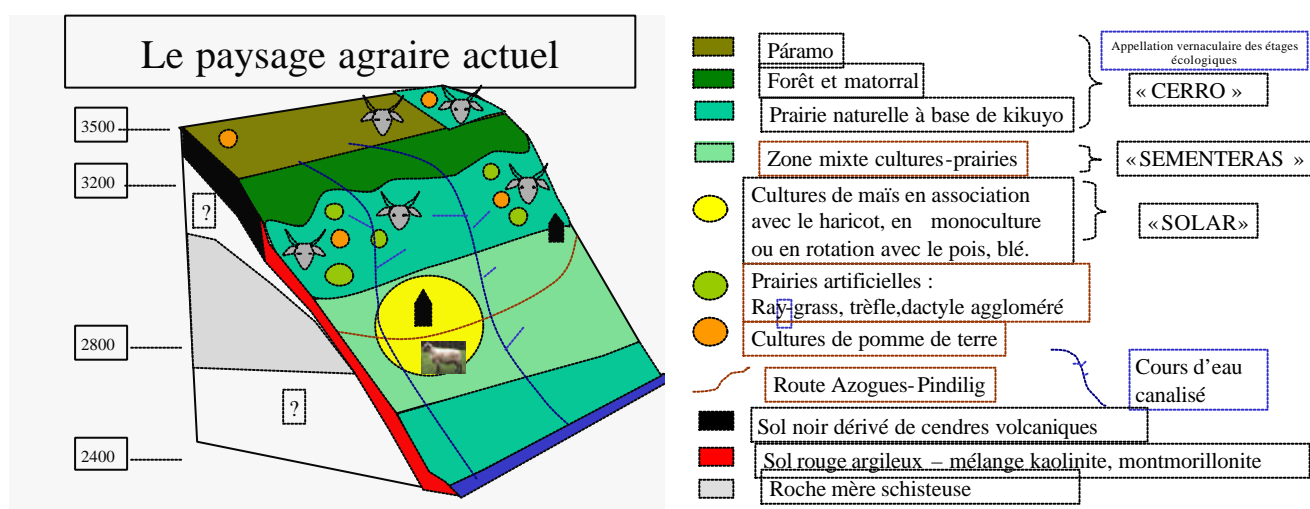 Le paysage agraire actuel
3500
3200
?
2800
?
2400
Páramo
Forêt et matorral
Prairie naturelle à base de kikuyo
Appellation vernaculaire des étages
écologiques
« CERRO »
Zone mixte cultures-prairies
« SEMENTERAS »
Cultures de maïs en association
avec le haricot, en monoculture
ou en rotation avec le pois, blé.
« SOLAR»
Prairies artificielles :
Ray-grass, trèfle,dactyle aggloméré
Cultures de pomme de terre
Route Azogues-Pindilig
Cours d'eau
canalisé
Sol noir dérivé de cendres volcaniques
Sol rouge argileux – mélange kaolinite, montmorillonite
Roche mère schisteuse